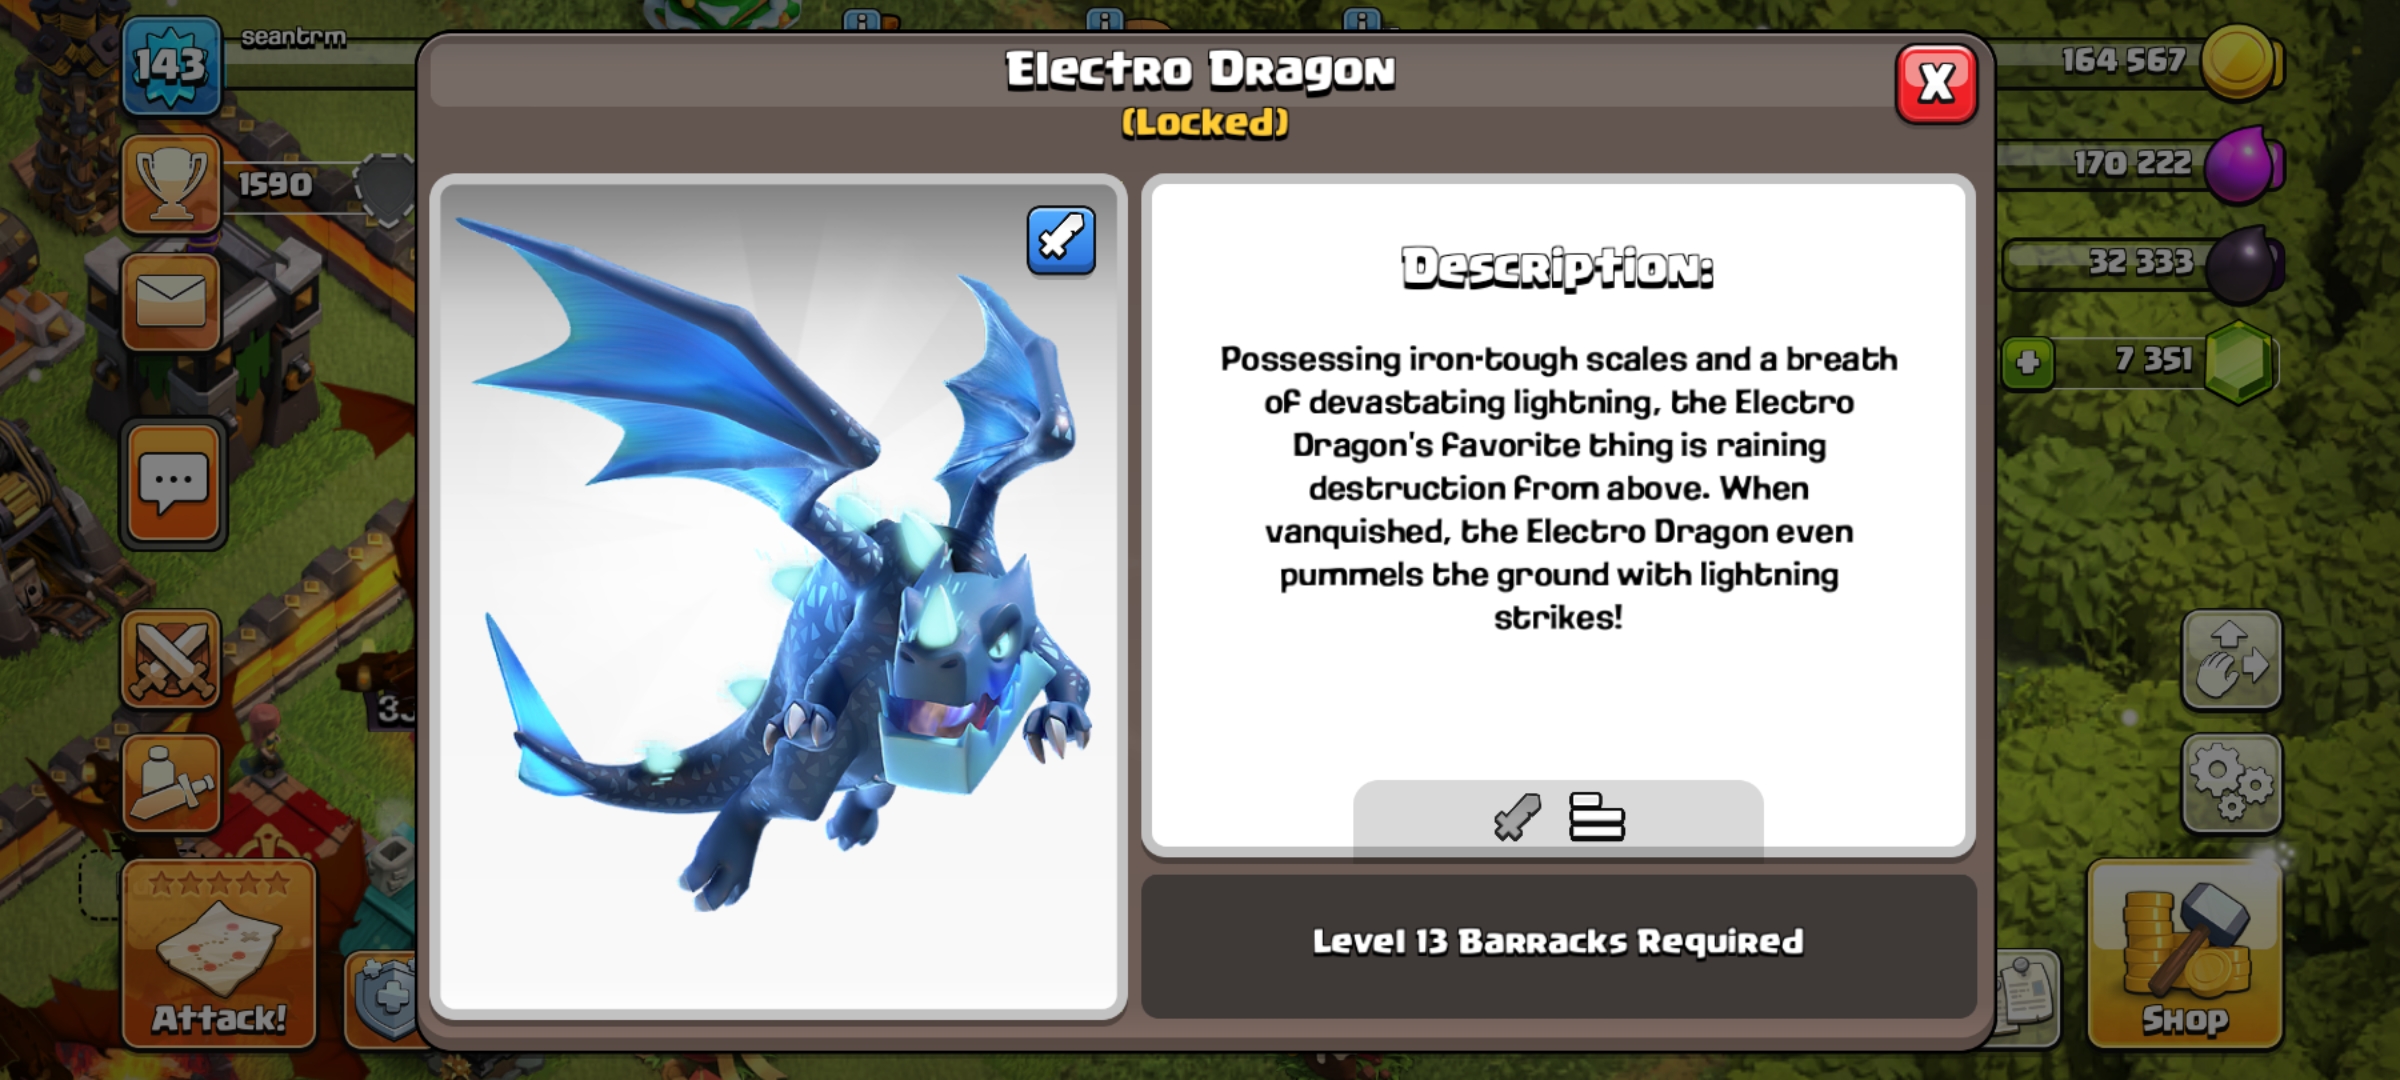 143
seantrm
1590
Attack!
Electro Dragon
(Locked)
X
Description:
Possessing iron-tough scales and a breath
of devastating lightning, the Electro
Dragon's favorite thing is raining
destruction from above. When
vanquished, the Electro Dragon even
pummels the ground with lightning
strikes!
Level 13 Barracks Required
164 567
170 222
32 333
7 351
Shop